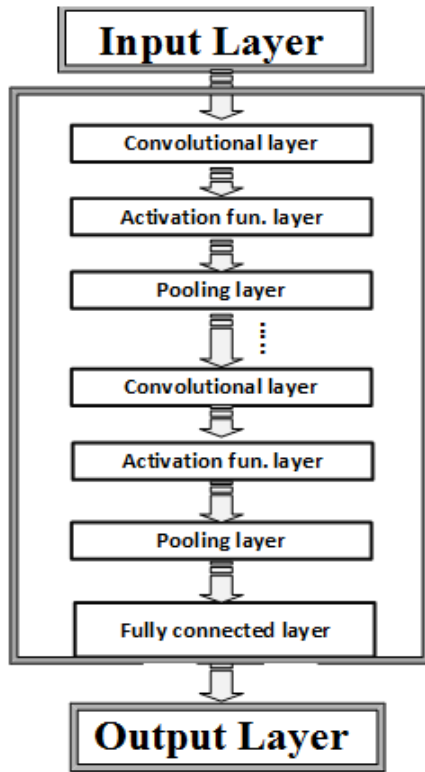 Input Layer
Convolutional layer
Activation fun. layer
Pooling layer
Convolutional layer
Activation fun. layer
Pooling layer
Fully connected layer
Output Layer